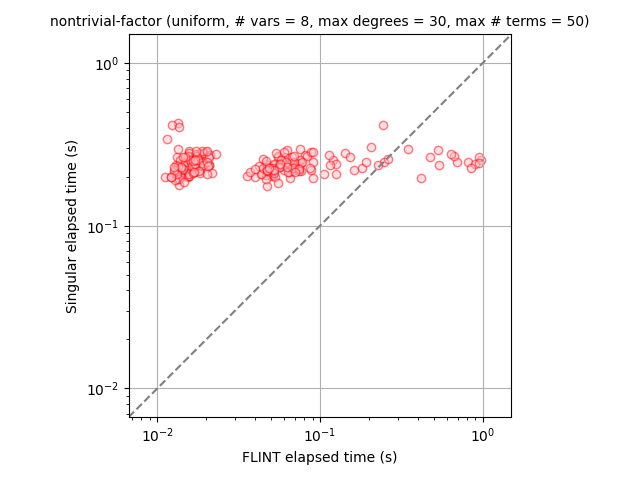 nontrivial-factor (uniform, # vars = 8, max degrees = 30, max # terms = 50)
10⁰
10⁻¹
10⁻²
Singular elapsed time (s)
10⁻² 10⁻¹ 10⁰
FLINT elapsed time (s)